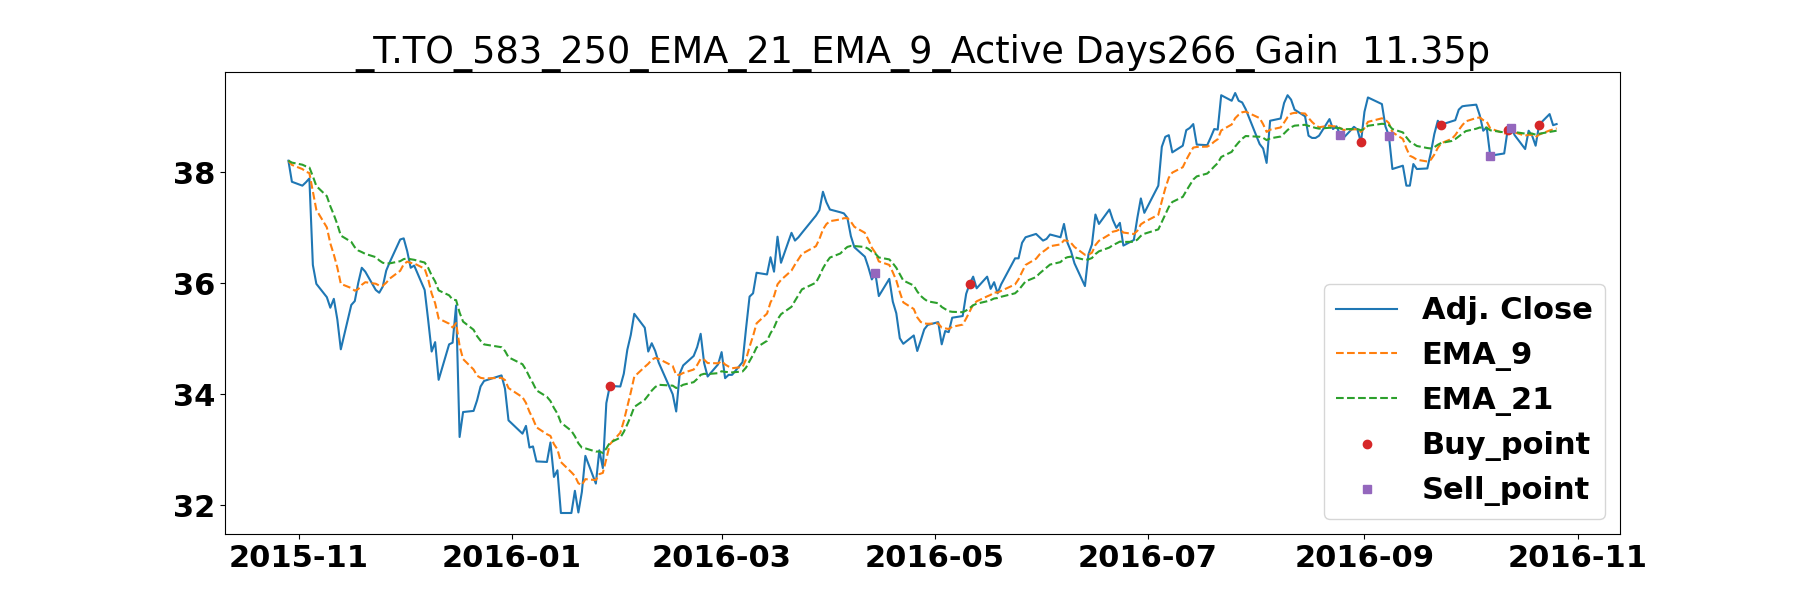 _T.TO_583_250_EMA_21_EMA_9_Active Days266_Gain  11.35p
38
36
34
32
Adj. Close
EMA_9
EMA_21
Buy_point
Sell_point
2015-11 2016-01 2016-03 2016-05 2016-07 2016-09 2016-11